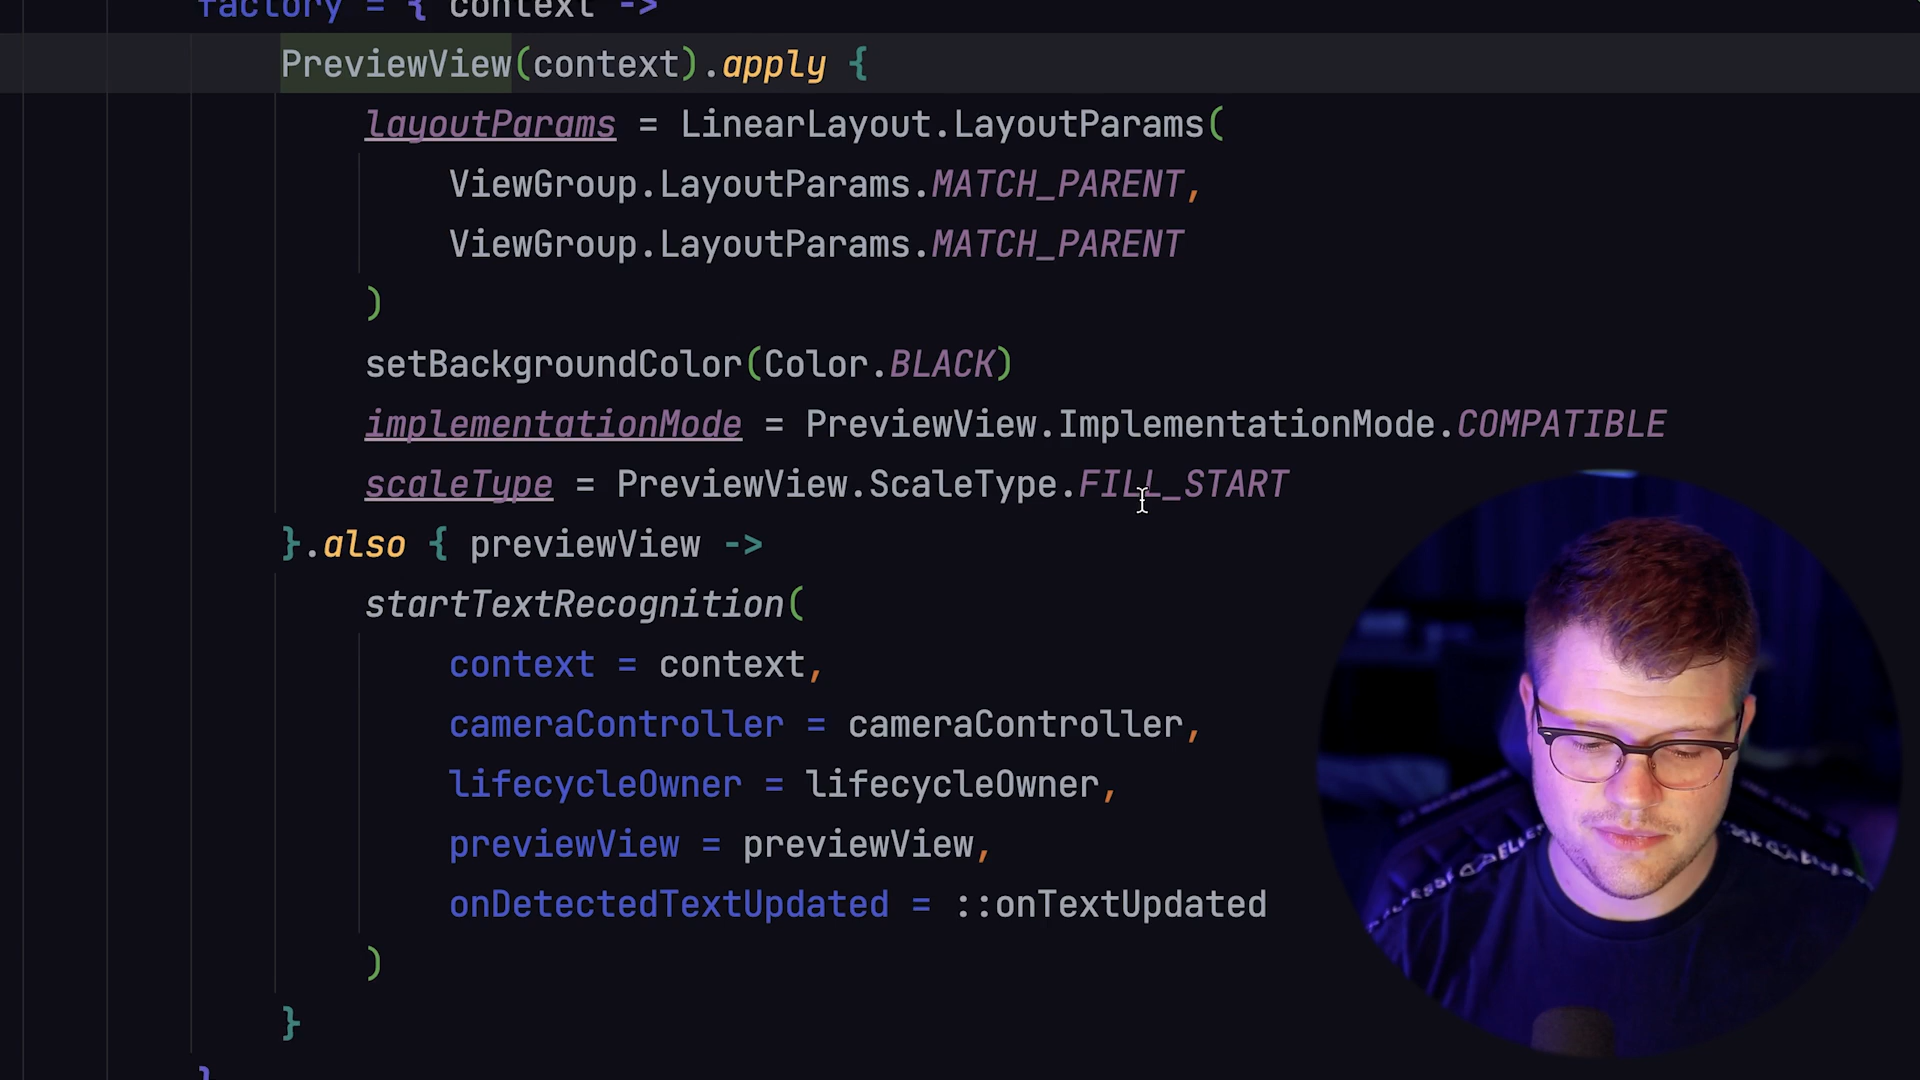 factory = { context ->
PreviewView(context).apply {
layoutParams = LinearLayout.LayoutParams(
ViewGroup.LayoutParams.MATCH_PARENT,
ViewGroup.LayoutParams.MATCH_PARENT
)
setBackgroundColor(Color.BLACK)
implementationMode = PreviewView.ImplementationMode.COMPATIBLE
scaleType = PreviewView.ScaleType.FILL_START
}.also { previewView ->
startTextRecognition(
context = context,
cameraController = cameraController,
lifecycleOwner = lifecycleOwner,
previewView = previewView,
onDetectedTextUpdated = ::onTextUpdated
)
}
}